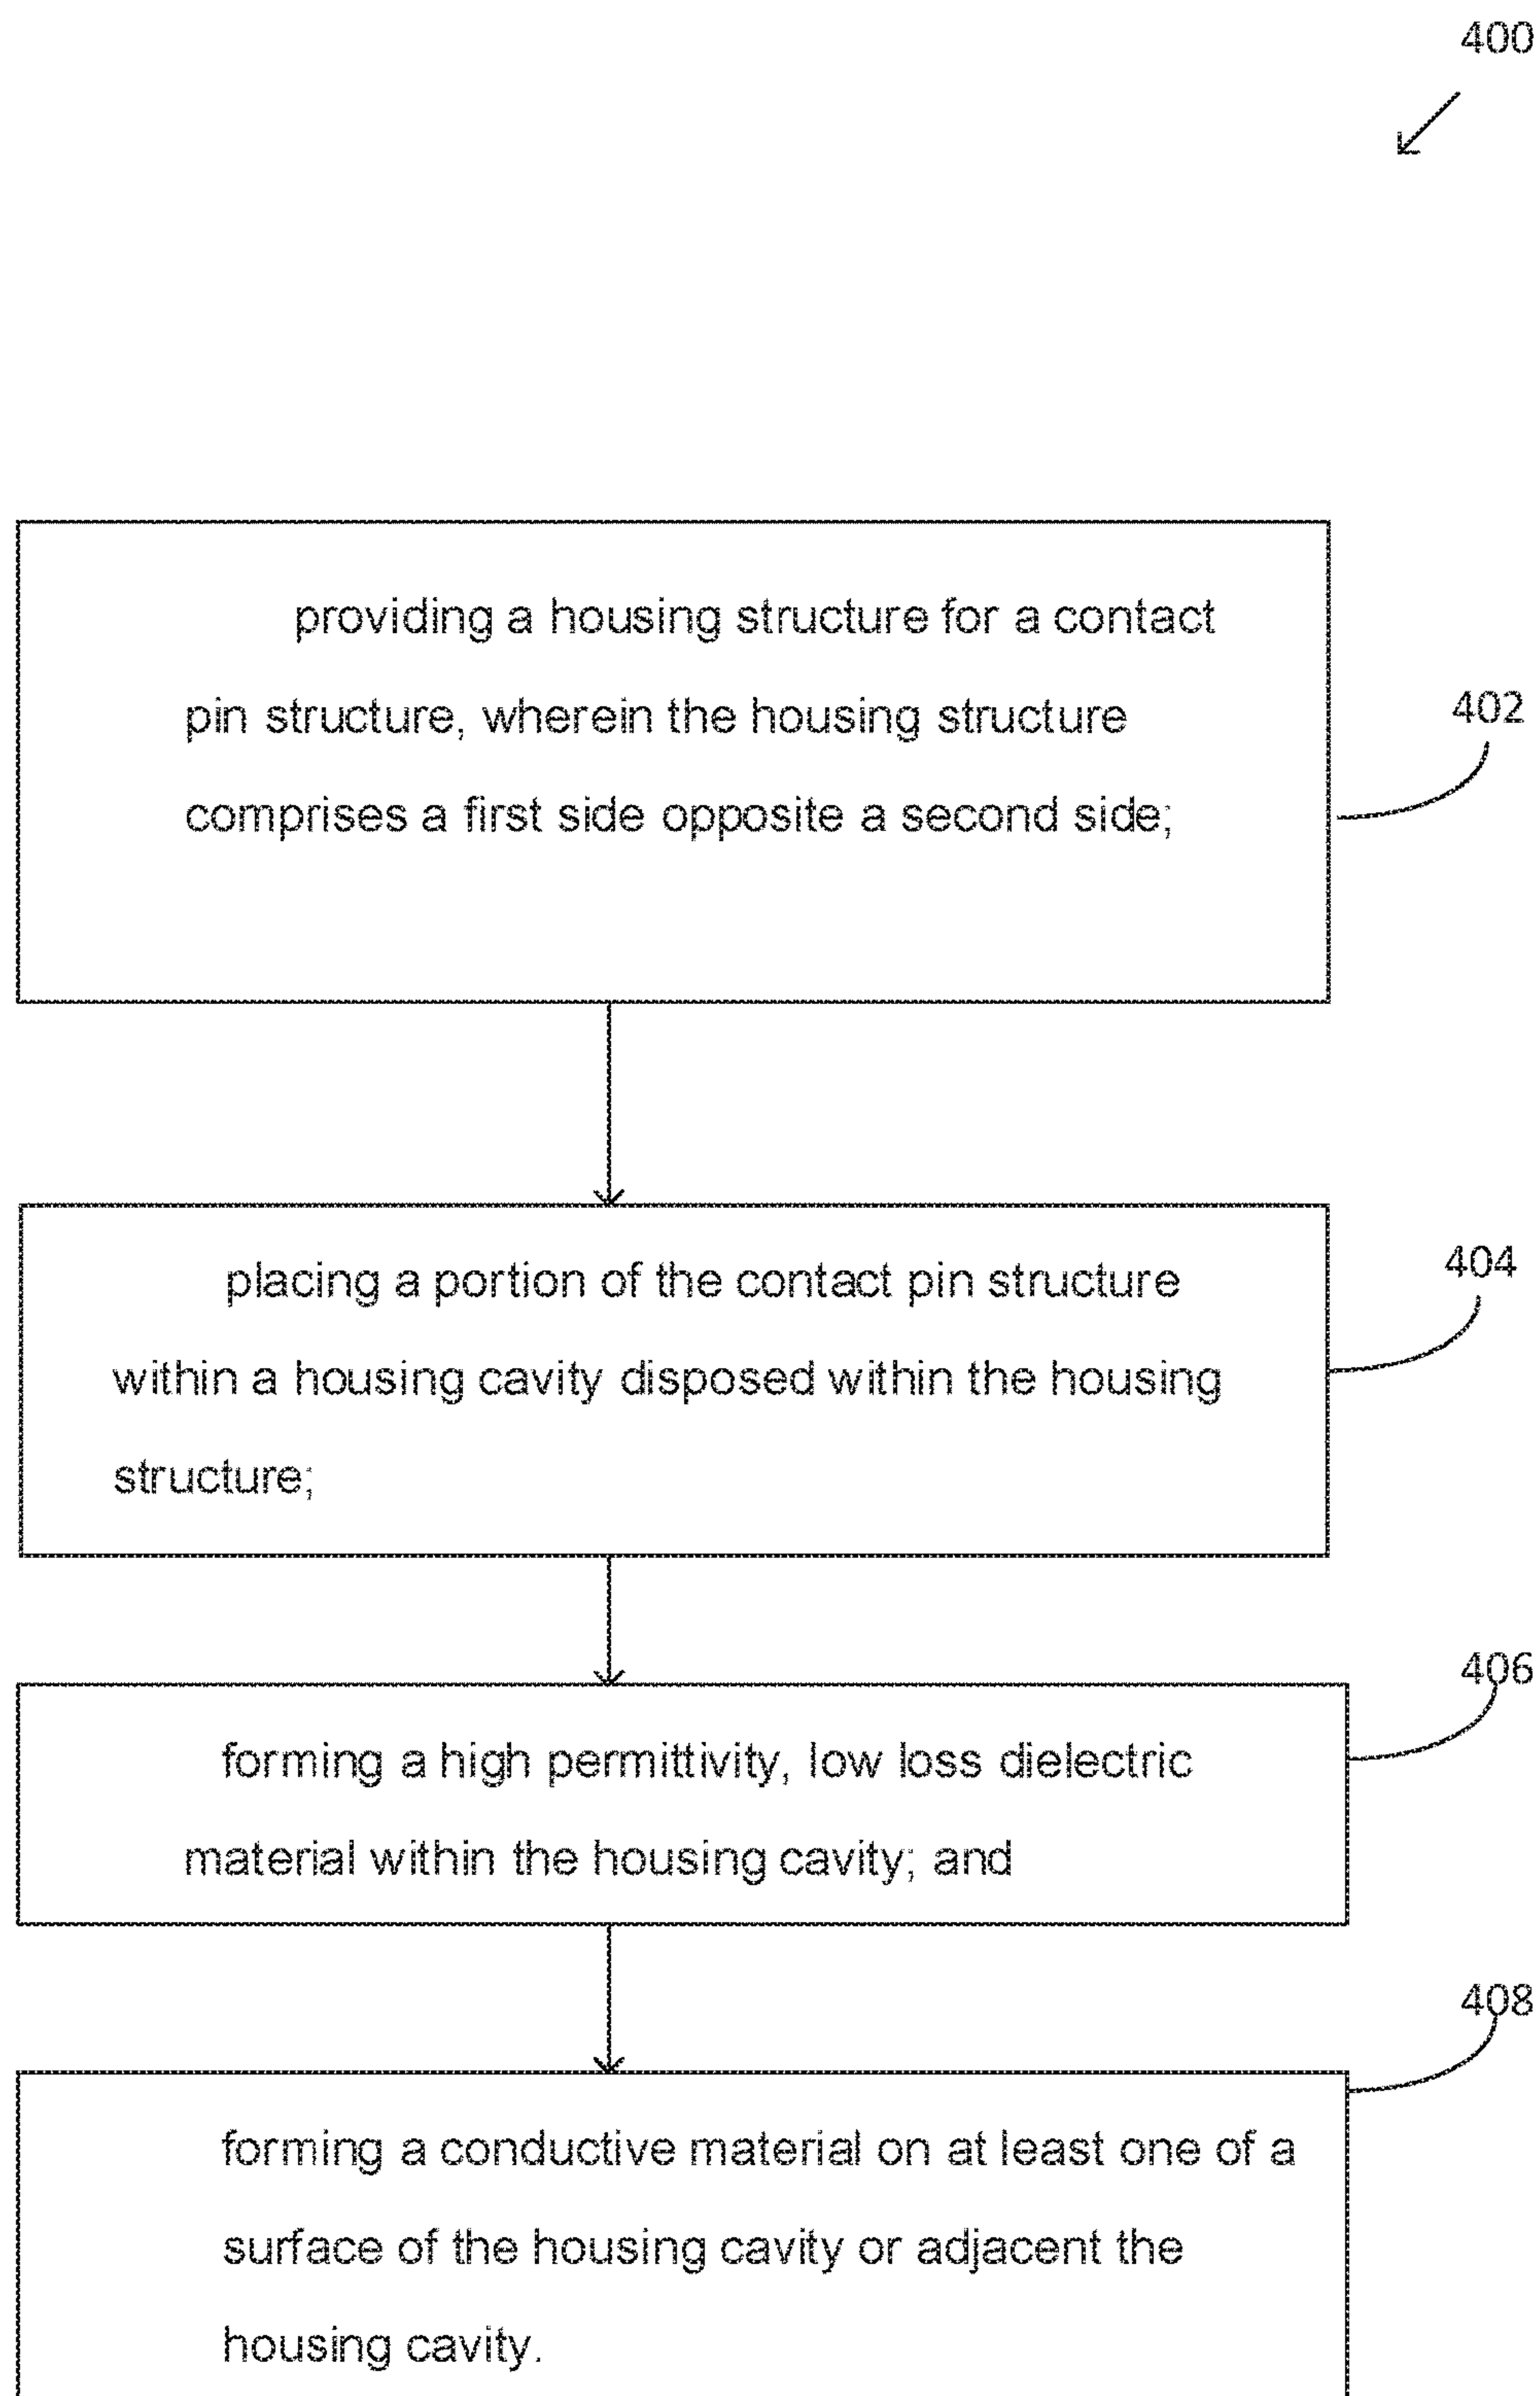 400
providing a housing structure for a contact
pin structure, wherein the housing structure
comprises a first side opposite a second side;
402
placing a portion of the contact pin structure
within a housing cavity disposed within the housing
structure;
404
forming a high permittivity, low loss dielectric
material within the housing cavity; and
406
forming a conductive material on at least one of a
surface of the housing cavity or adjacent the
housing cavity.
408